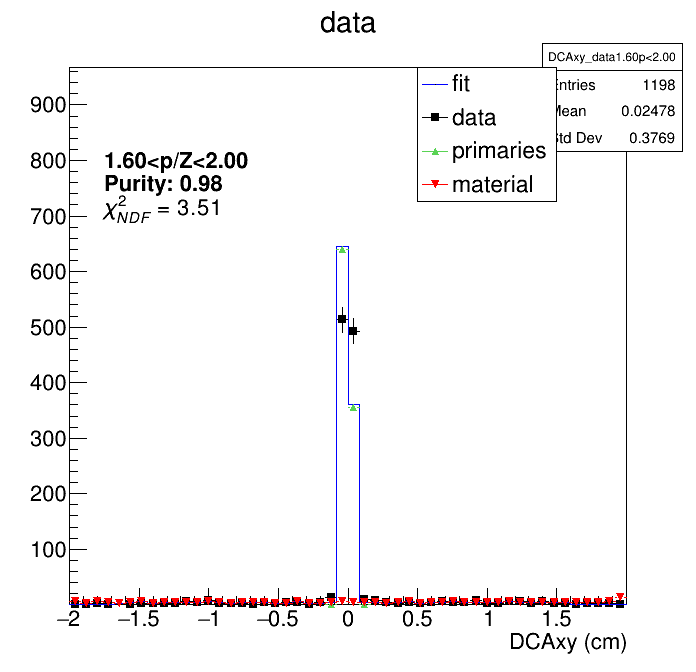 data
DCAxy_data1.60p<2.00
Entries 1198
Mean 0.02478
Std Dev 0.3769
fit
data
primaries
material
1.60<p/Z<2.00
Purity: 0.98
χ²_NDF = 3.51
900
800
700
600
500
400
300
200
100
−2 −1.5 −1 −0.5 0 0.5 1 1.5 2
DCAxy (cm)